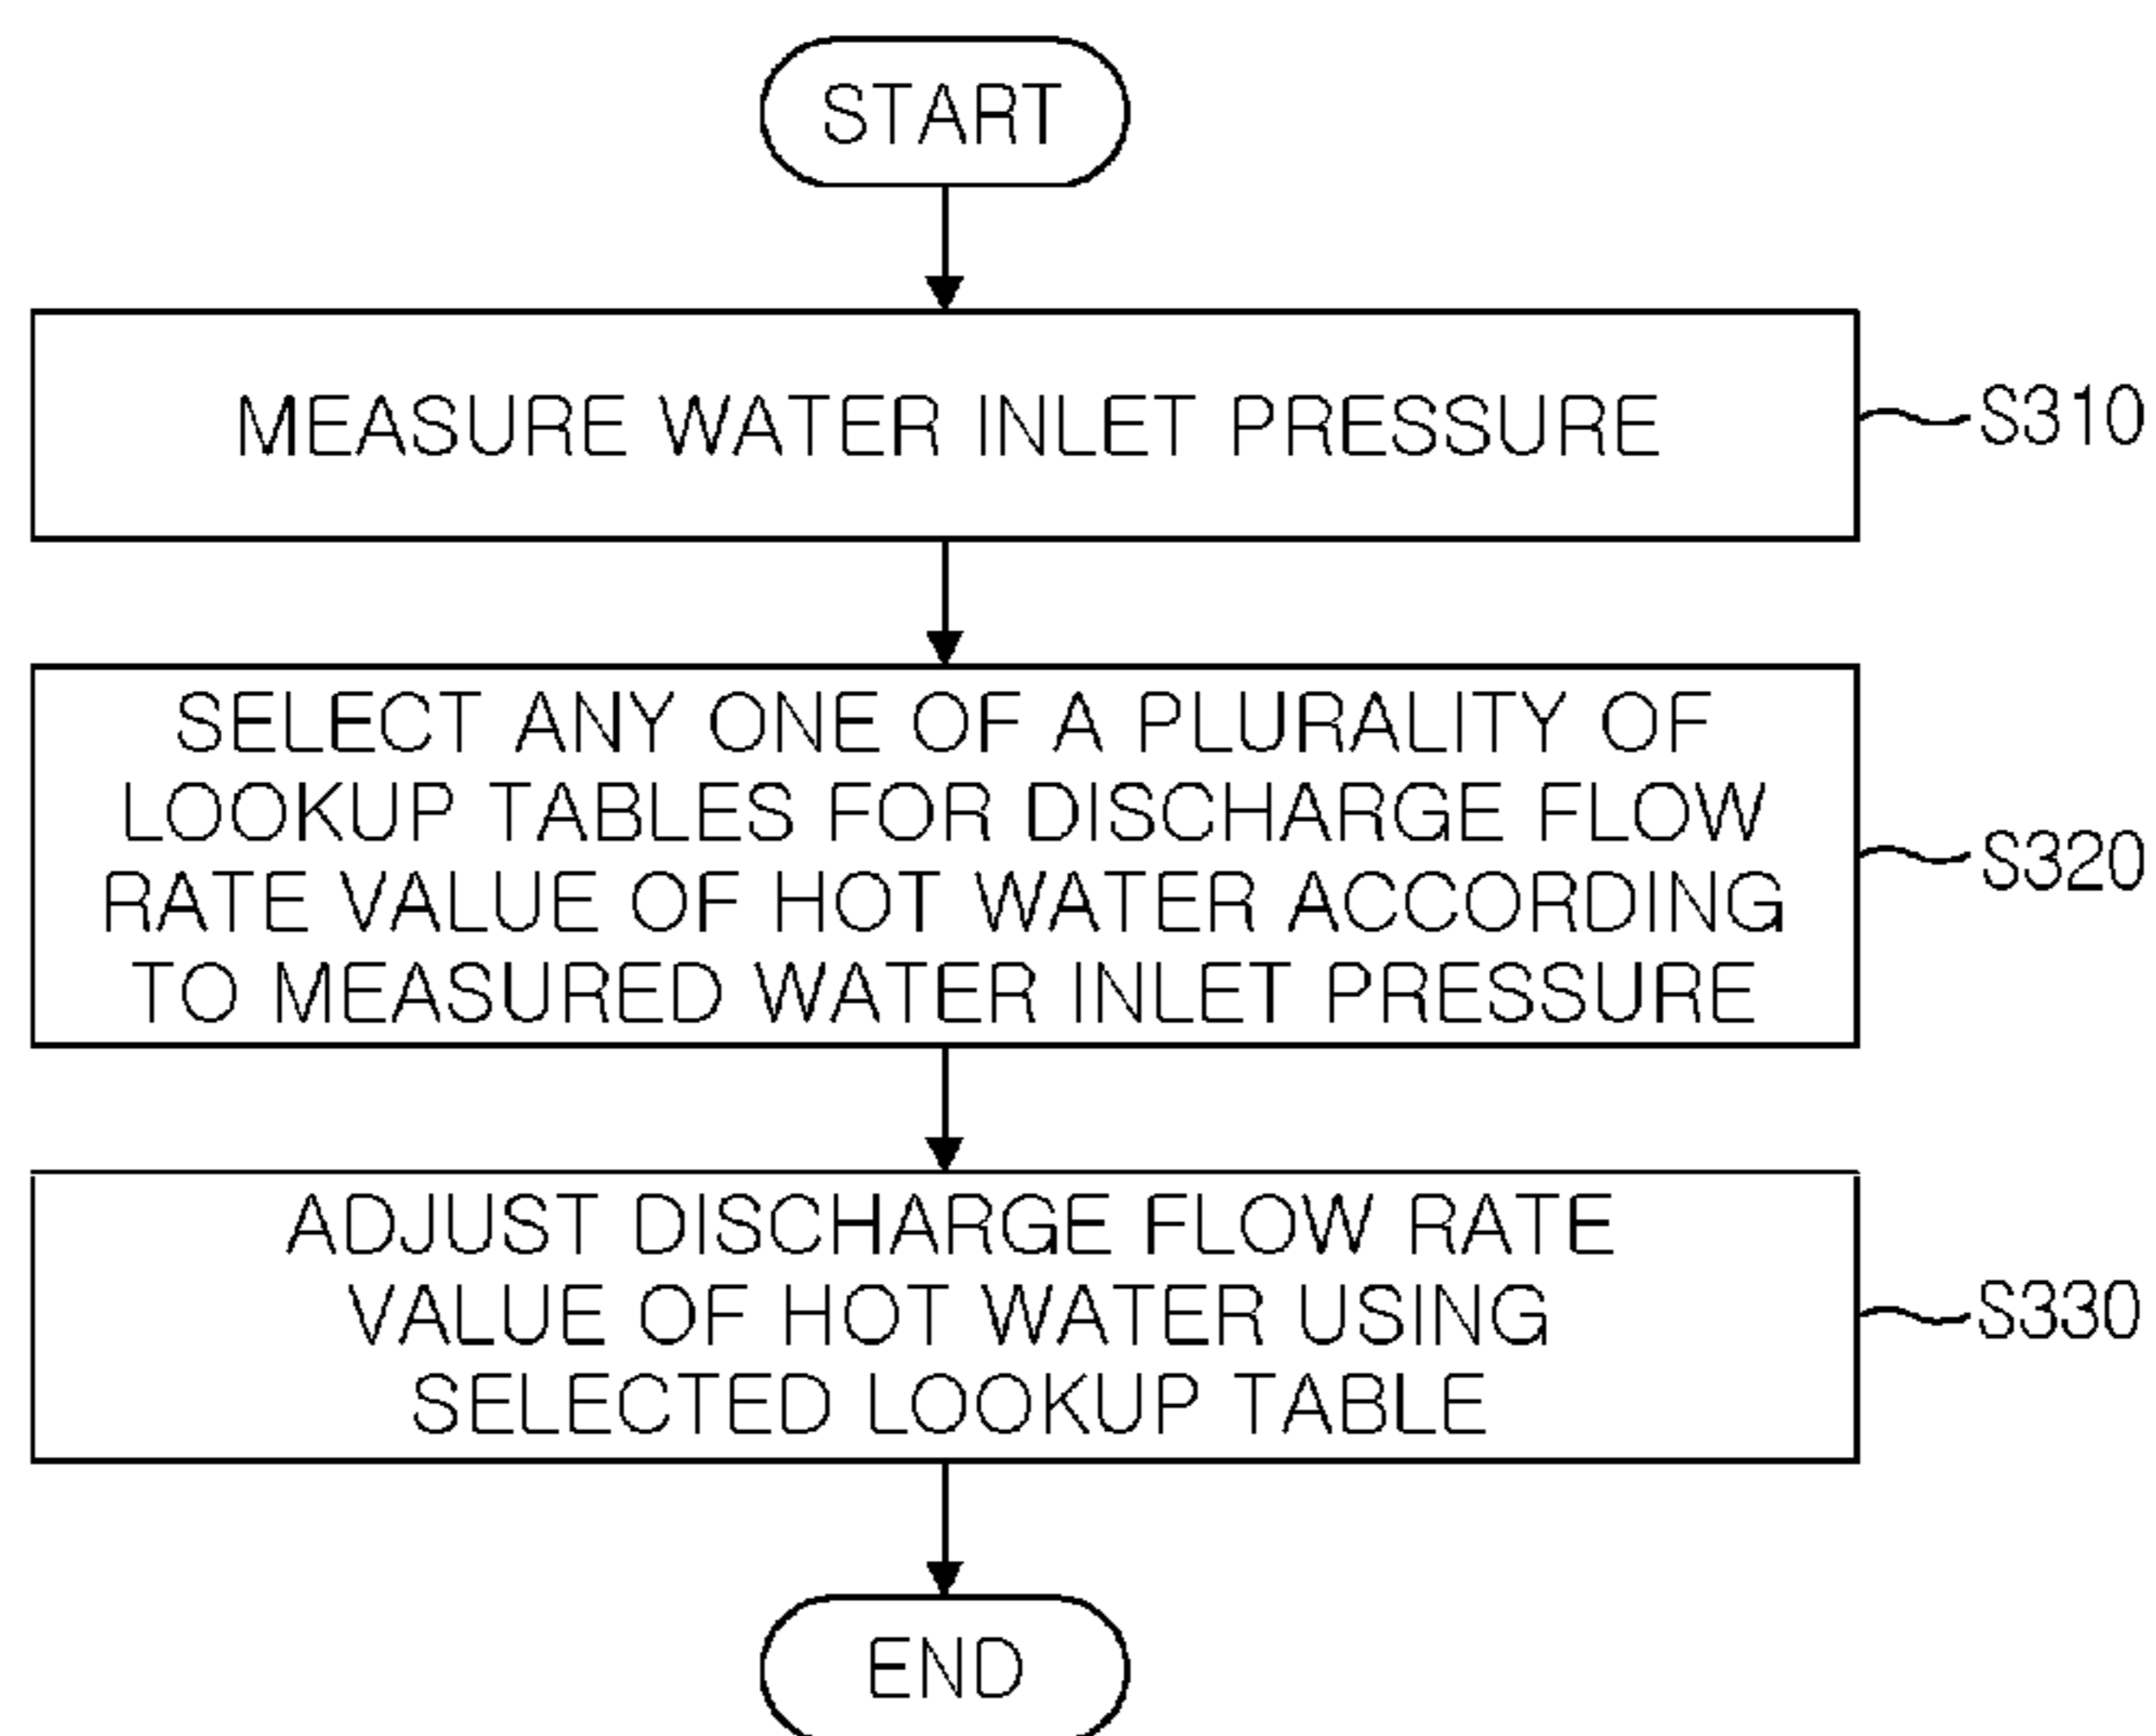 START
MEASURE WATER INLET PRESSURE
S310
SELECT ANY ONE OF A PLURALITY OF
LOOKUP TABLES FOR DISCHARGE FLOW
RATE VALUE OF HOT WATER ACCORDING
TO MEASURED WATER INLET PRESSURE
S320
ADJUST DISCHARGE FLOW RATE
VALUE OF HOT WATER USING
SELECTED LOOKUP TABLE
S330
END